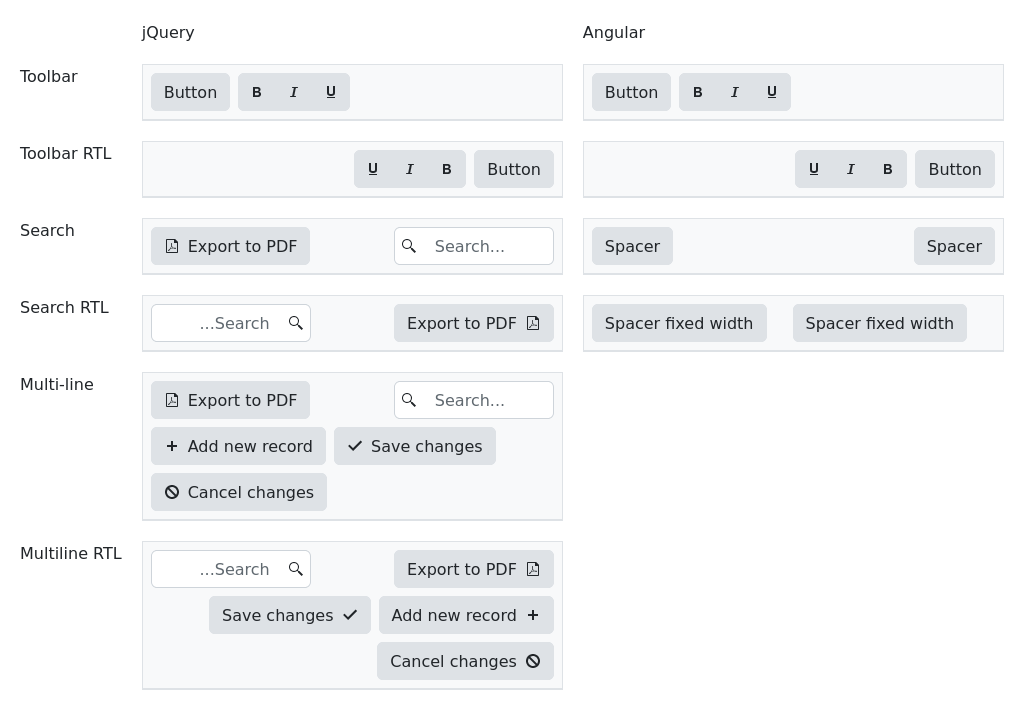 jQuery Angular
Toolbar Button B I U Button B I U
Toolbar RTL U I B Button U I B Button
Search Export to PDF Search... Spacer Spacer
Search RTL ...Search Export to PDF Spacer fixed width Spacer fixed width
Multi-line Export to PDF Search...
Add new record Save changes
Cancel changes
Multiline RTL ...Search Export to PDF
Save changes Add new record
Cancel changes